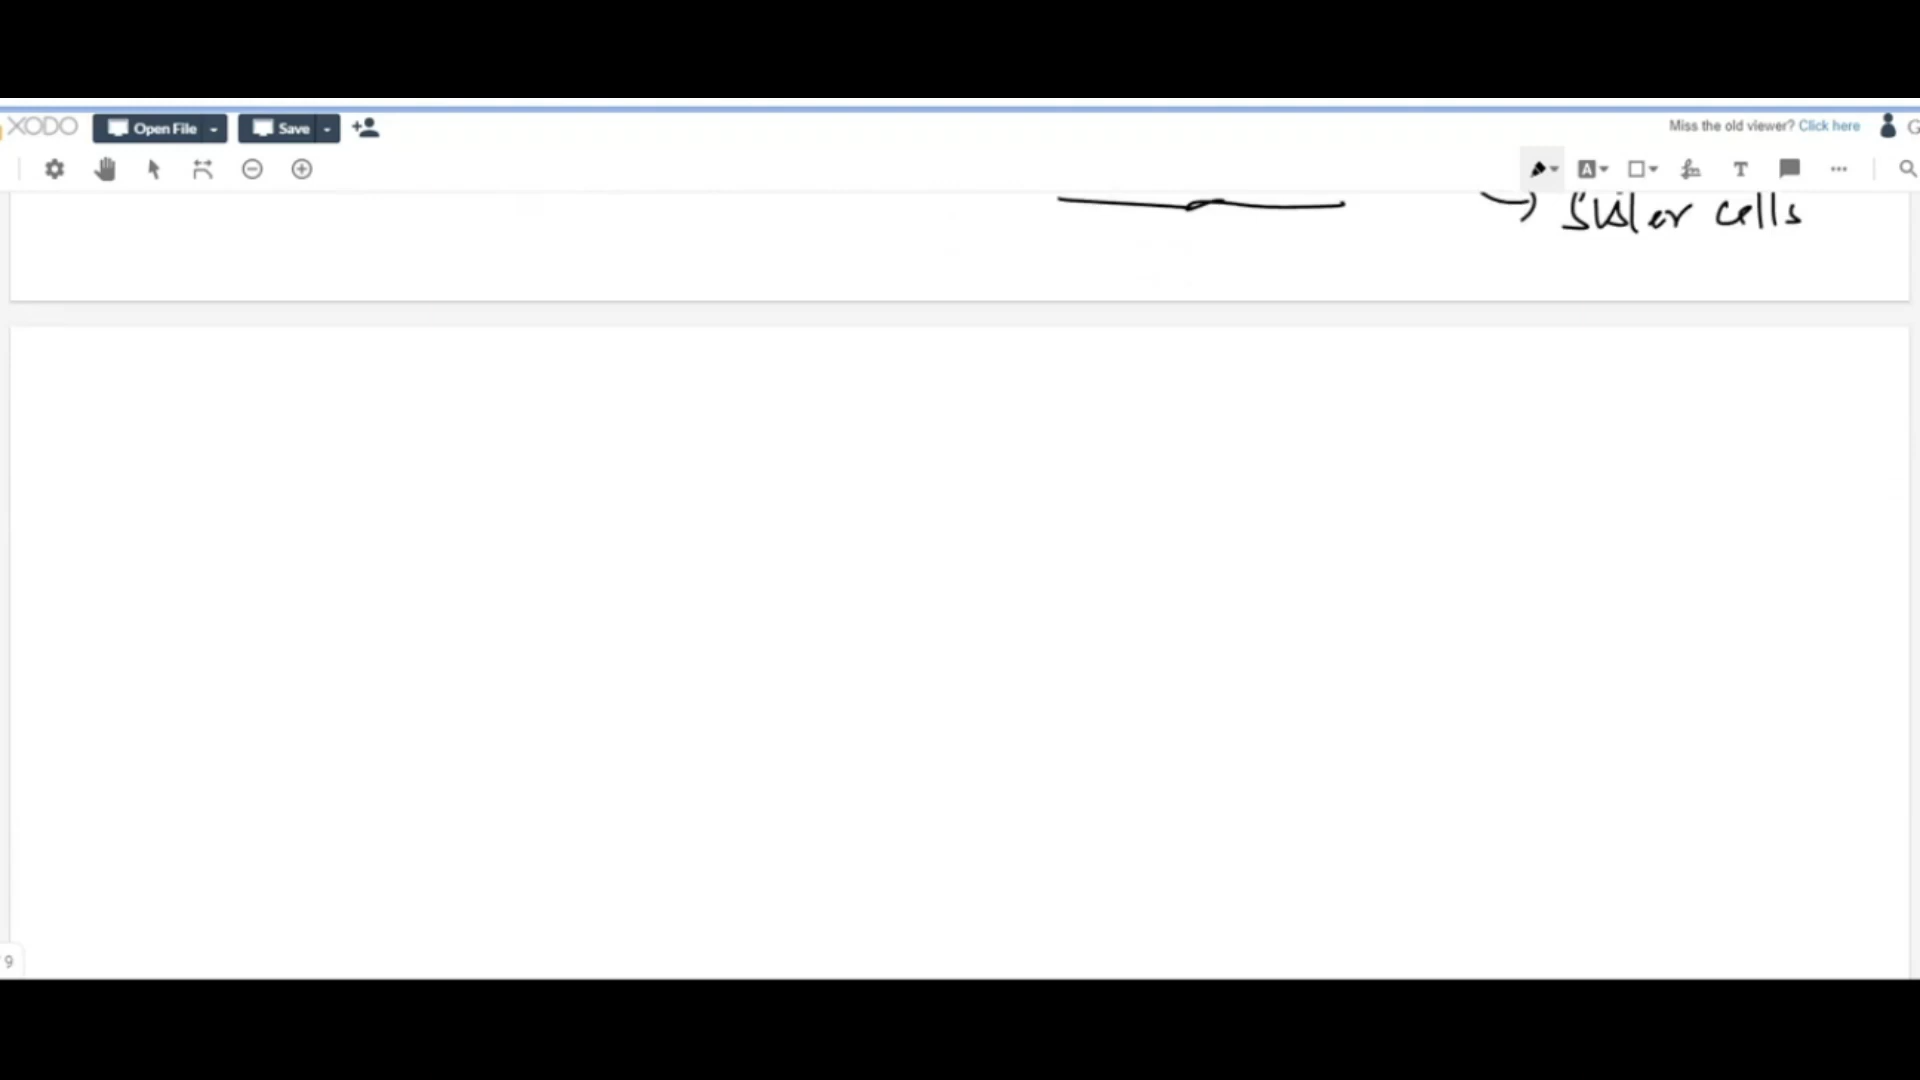 XODO Open File Save Miss the old viewer? Click here G
A T
Sister cells
9